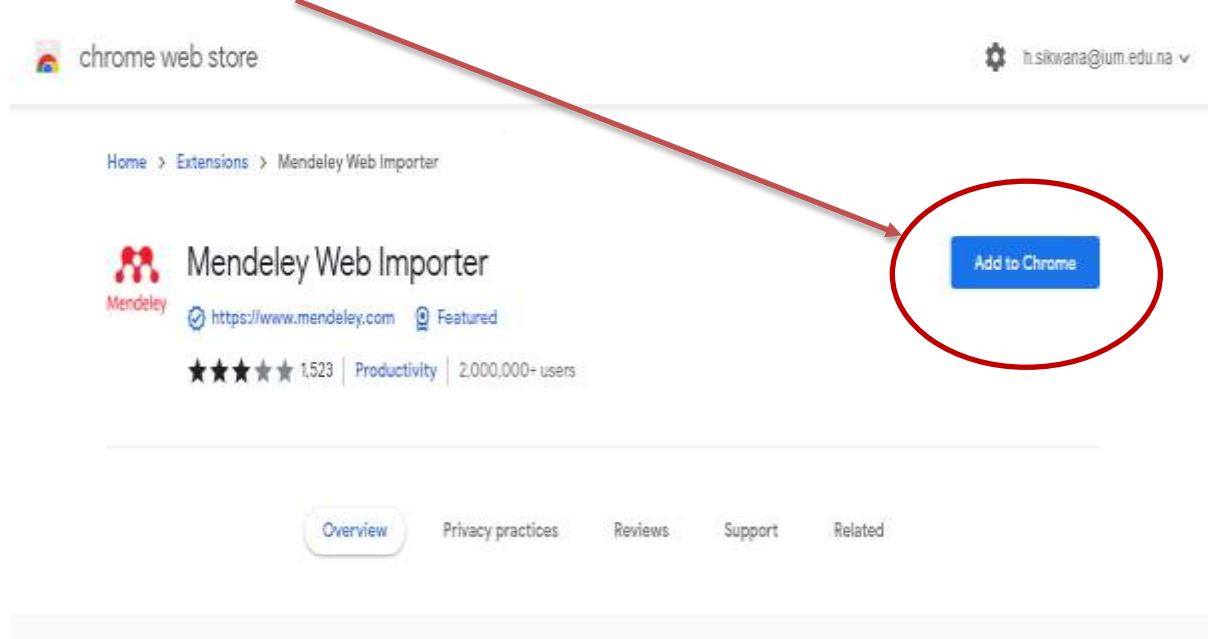 chrome web store
h.sikwana@ium.edu.na
Home > Extensions > Mendeley Web Importer
Mendeley
Mendeley Web Importer
Add to Chrome
https://www.mendeley.com Featured
1,523 | Productivity | 2,000,000+ users
Overview Privacy practices Reviews Support Related